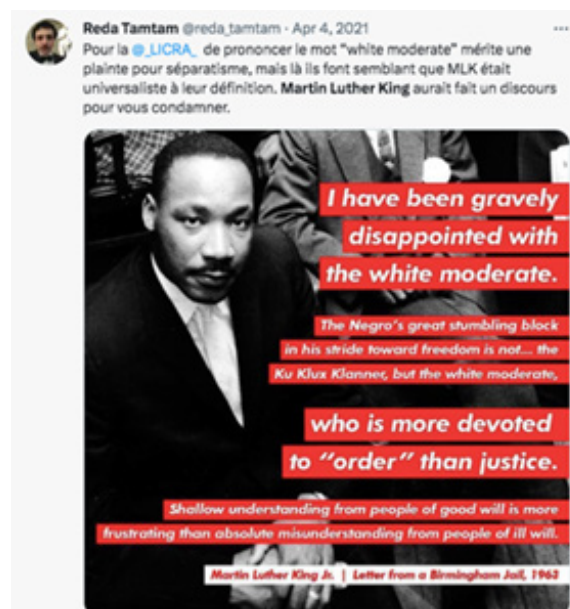 Reda Tamtam @reda_tamtam · Apr 4, 2021
Pour la @_LICRA_ de prononcer le mot "white moderate" mérite une
plainte pour séparatisme, mais là ils font semblant que MLK était
universaliste à leur définition. Martin Luther King aurait fait un discours
pour vous condamner.
I have been gravely
disappointed with
the white moderate.
The Negro's great stumbling block
in his stride toward freedom is not... the
Ku Klux Klanner, but the white moderate,
who is more devoted
to "order" than justice.
Shallow understanding from people of good will is more
frustrating than absolute misunderstanding from people of ill will.
Martin Luther King Jr. | Letter from a Birmingham Jail, 1963